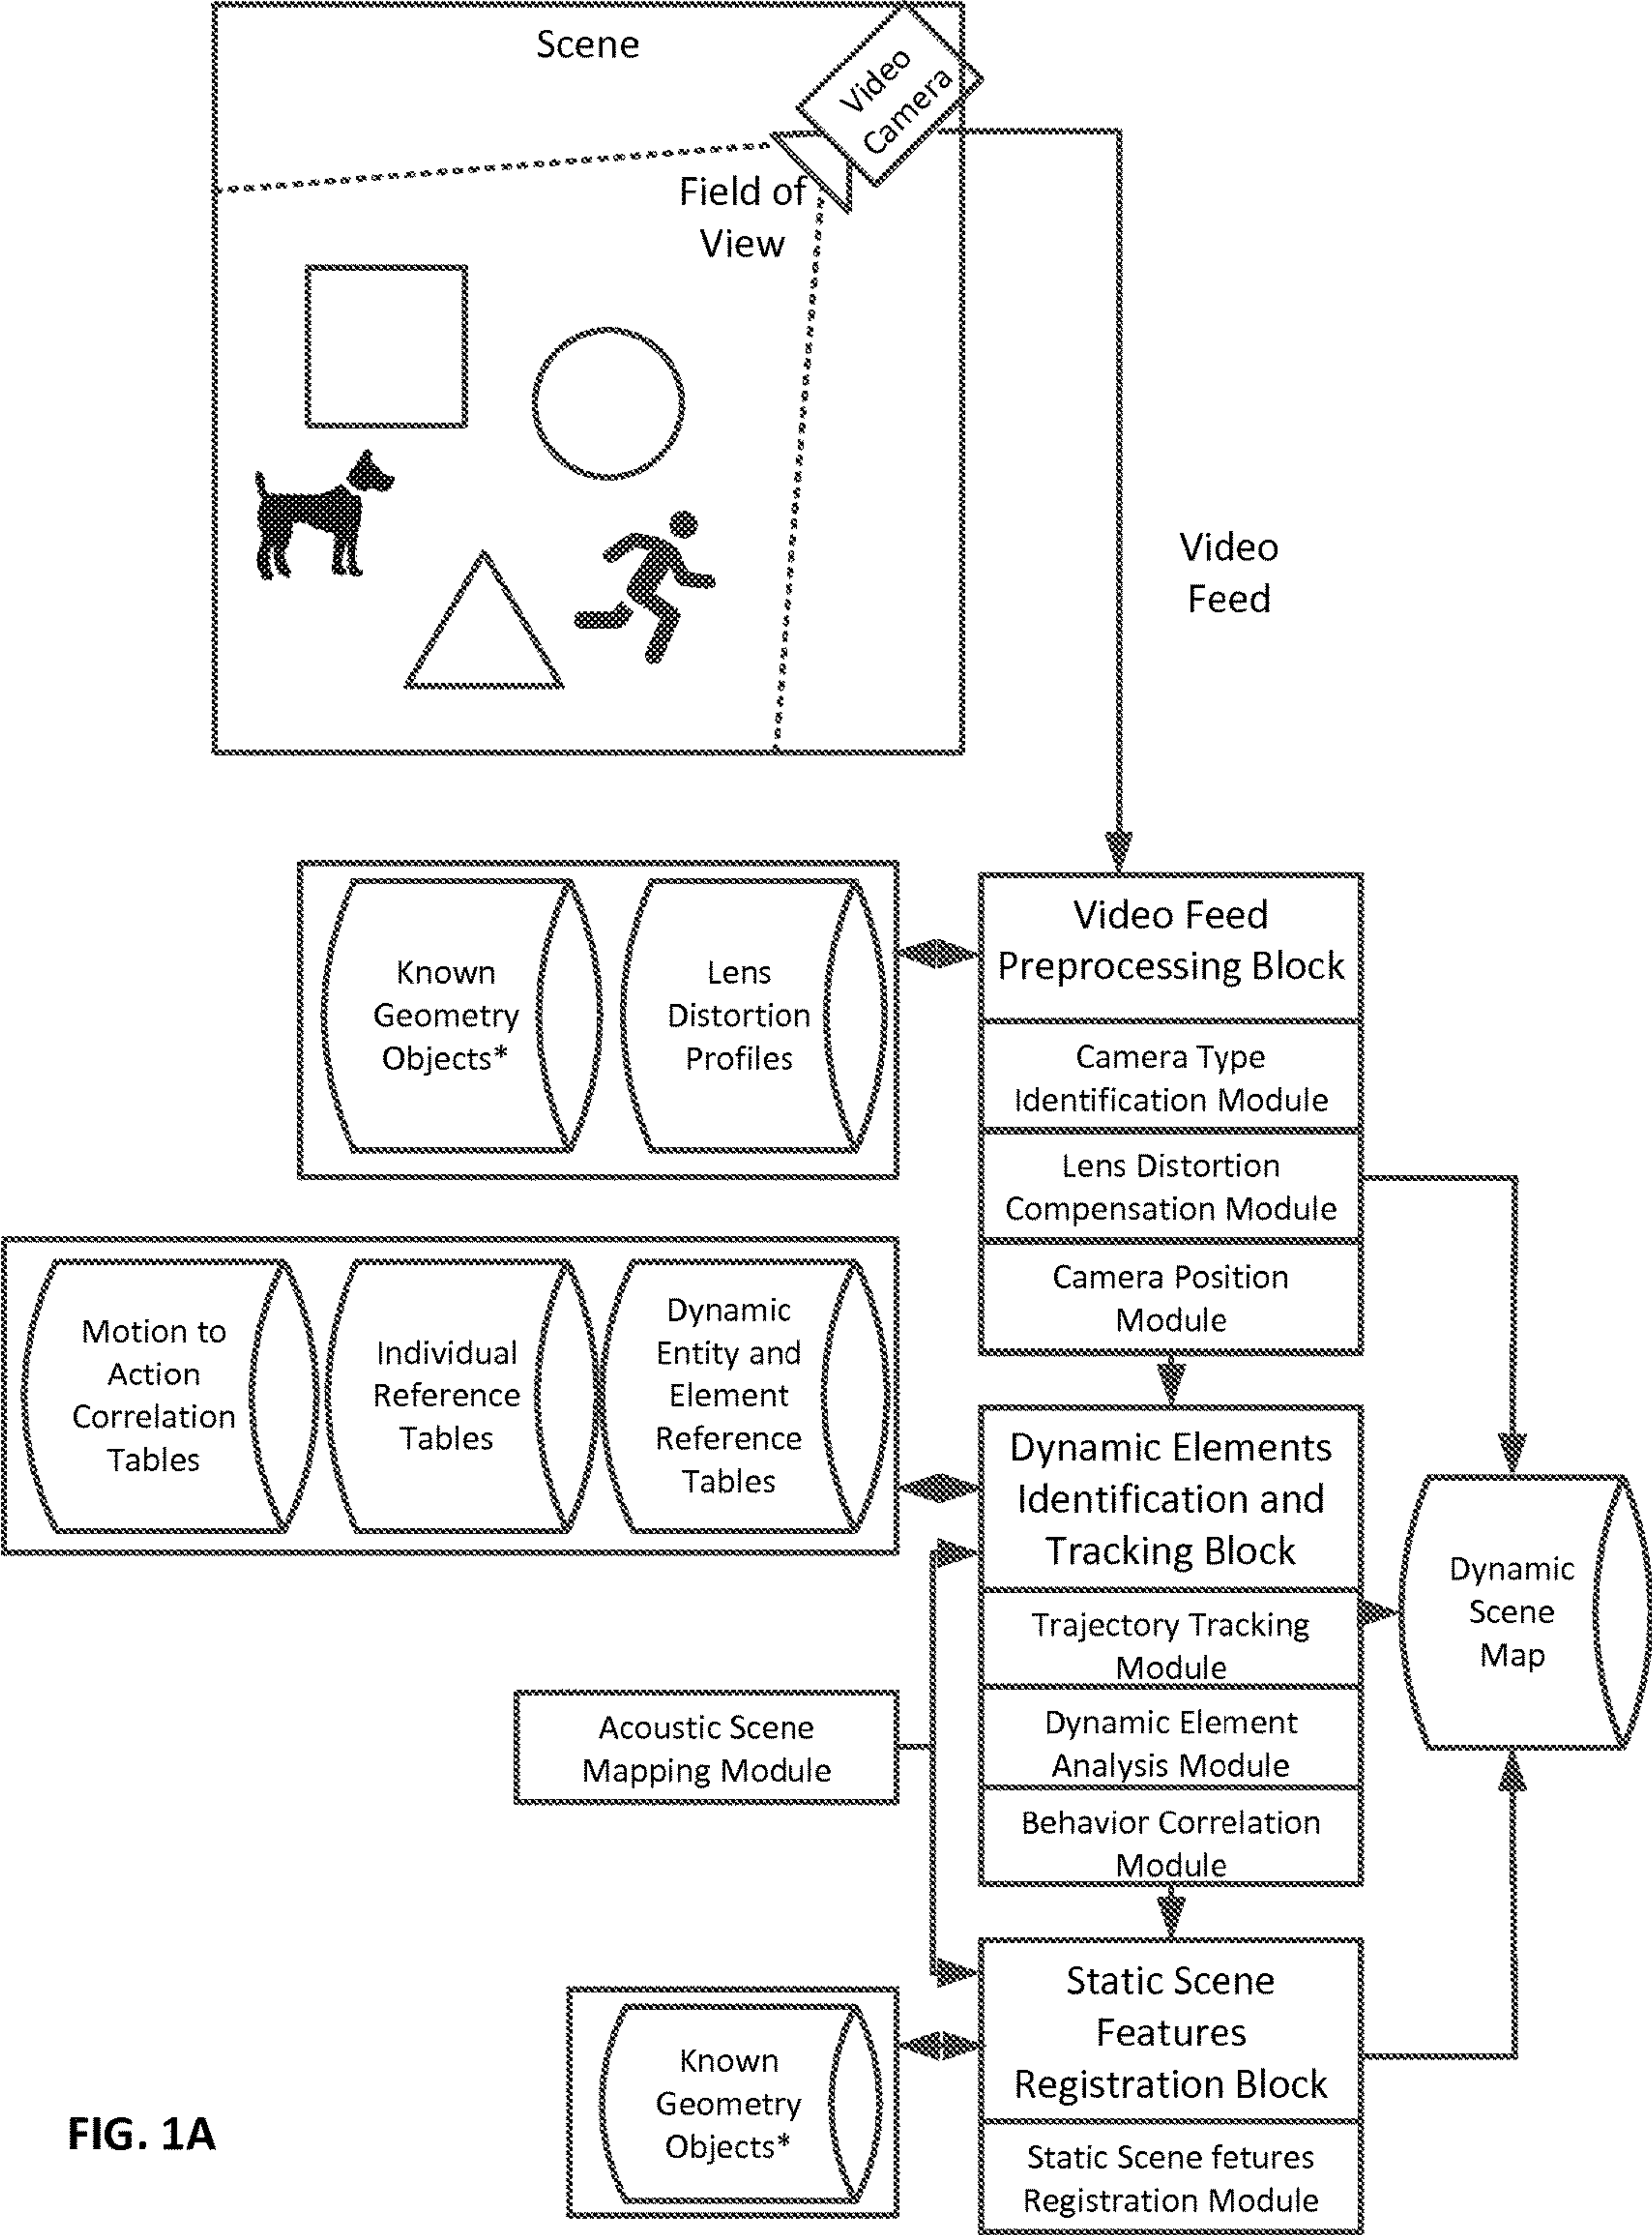 Scene
Video
Camera
Field of
View
Video
Feed
Known
Geometry
Objects*
Lens
Distortion
Profiles
Video Feed
Preprocessing Block
Camera Type
Identification Module
Lens Distortion
Compensation Module
Camera Position
Module
Motion to
Action
Correlation
Tables
Individual
Reference
Tables
Dynamic
Entity and
Element
Reference
Tables
Dynamic Elements
Identification and
Tracking Block
Trajectory Tracking
Module
Dynamic Element
Analysis Module
Behavior Correlation
Module
Dynamic
Scene
Map
Acoustic Scene
Mapping Module
Static Scene
Features
Registration Block
Static Scene fetures
Registration Module
Known
Geometry
Objects*
FIG. 1A